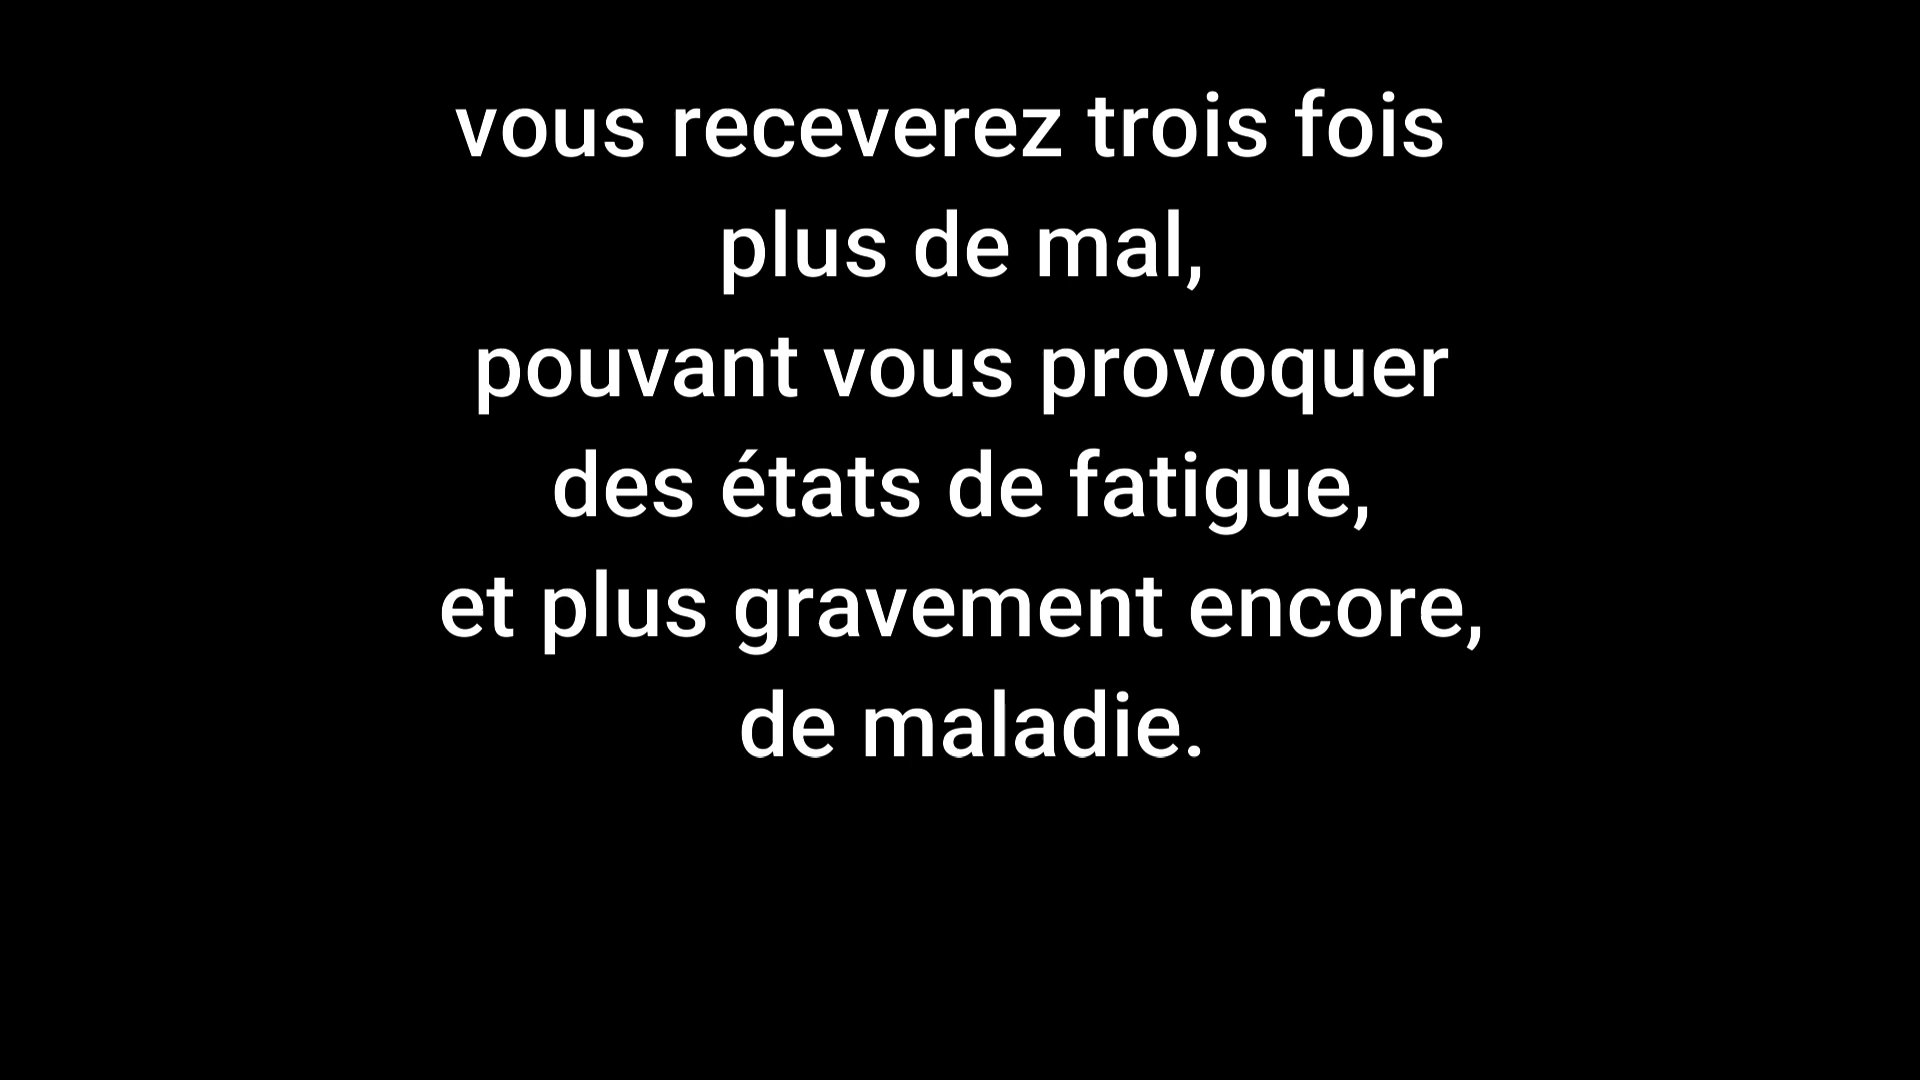 vous receverez trois fois
plus de mal,
pouvant vous provoquer
des états de fatigue,
et plus gravement encore,
de maladie.